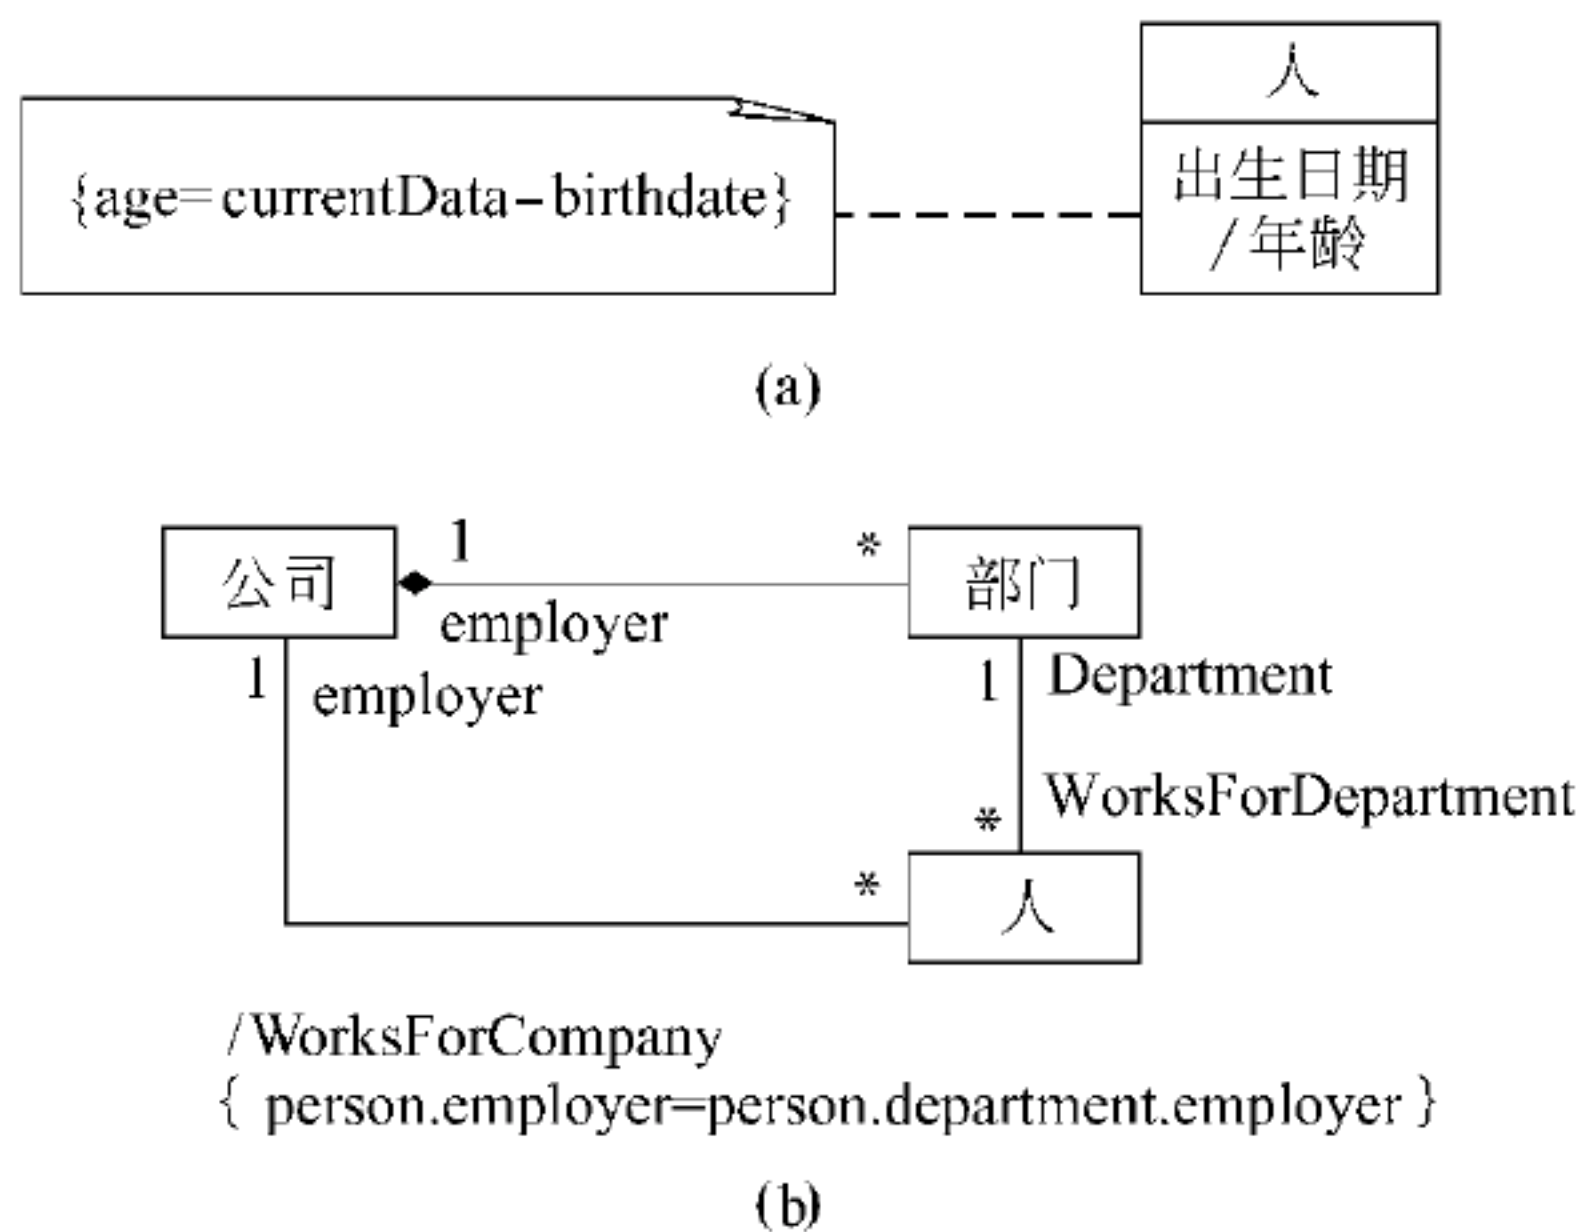 人
{age=currentData-birthdate}
出生日期
/年龄
(a)
公司
1
*
部门
employer
1
employer
1
Department
WorksForDepartment
*
*
人
/WorksForCompany
{ person.employer=person.department.employer }
(b)